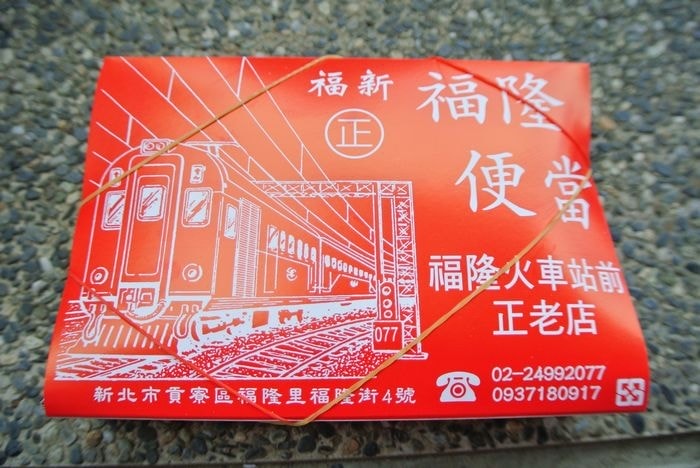 福新
正
福隆
便當
福隆火車站前
正老店
077
02-24992077
0937180917
新北市貢寮區福隆里福隆街4號